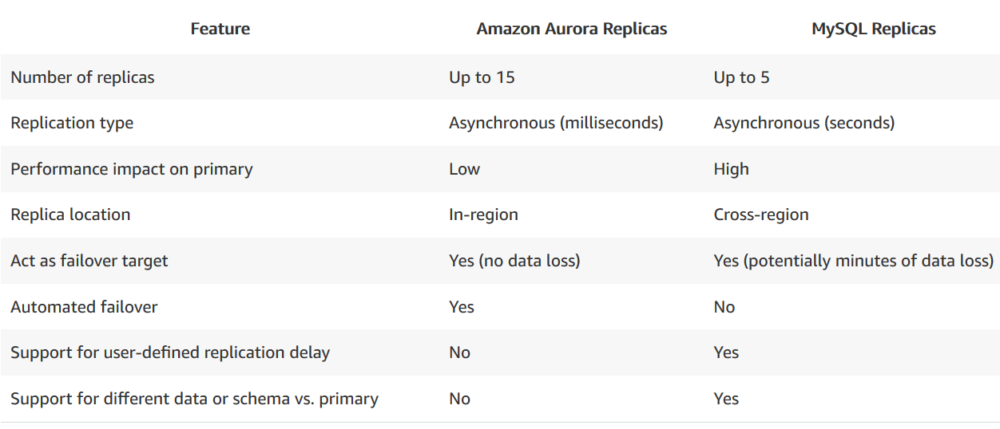 Feature Amazon Aurora Replicas MySQL Replicas
Number of replicas Up to 15 Up to 5
Replication type Asynchronous (milliseconds) Asynchronous (seconds)
Performance impact on primary Low High
Replica location In-region Cross-region
Act as failover target Yes (no data loss) Yes (potentially minutes of data loss)
Automated failover Yes No
Support for user-defined replication delay No Yes
Support for different data or schema vs. primary No Yes